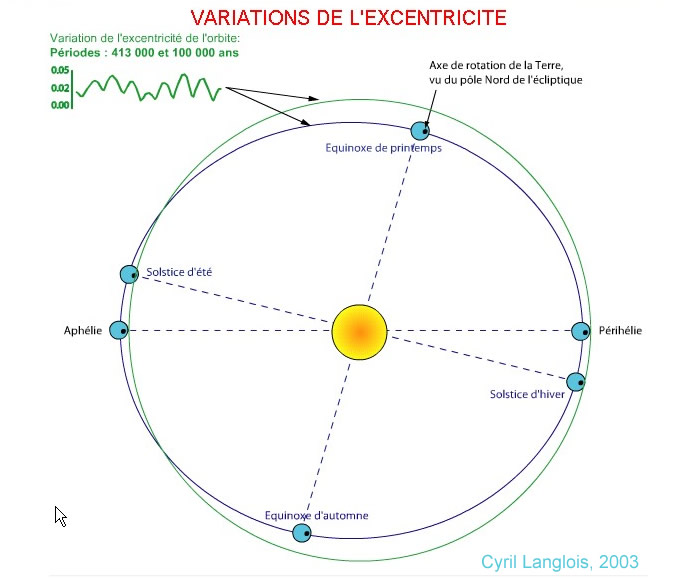 VARIATIONS DE L'EXCENTRICITE
Variation de l'excentricité de l'orbite:
Périodes : 413 000 et 100 000 ans
0.05
0.02
0.00
Axe de rotation de la Terre,
vu du pôle Nord de l'écliptique
Equinoxe de printemps
Solstice d'été
Aphélie
Périhélie
Solstice d'hiver
Equinoxe d'automne
Cyril Langlois, 2003